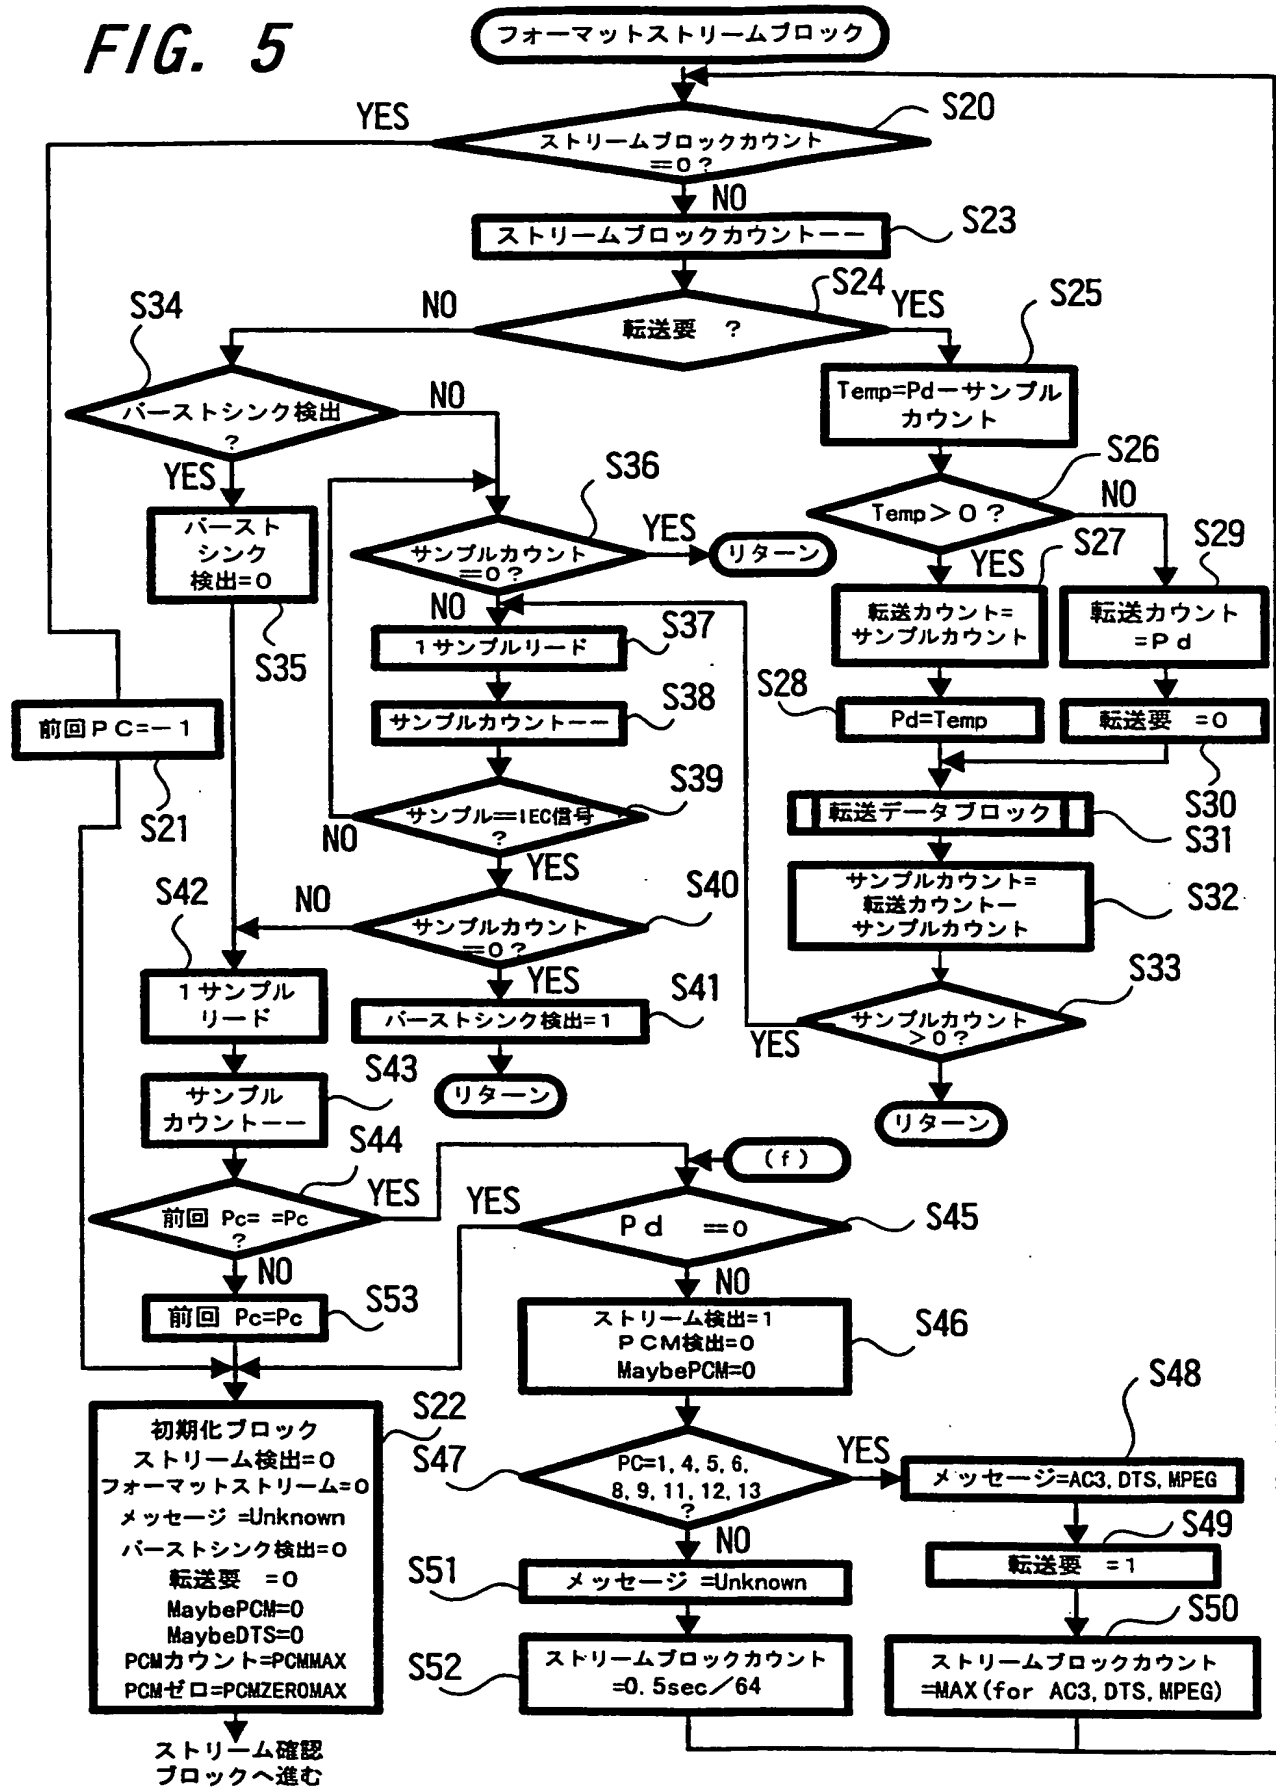 FIG. 5
フォーマットストリームブロック
YES
S20
ストリームブロックカウント
==0?
NO
S23
ストリームブロックカウント--
S24
転送要 ?
NO
YES
S34
バーストシンク検出
?
NO
YES
S25
Temp=Pd-サンプル
カウント
S26
Temp>0?
NO
YES
S35
バースト
シンク
検出=0
S36
サンプルカウント
==0?
YES
リターン
NO
S27
転送カウント=
サンプルカウント
S29
転送カウント
=Pd
S37
1サンプルリード
S28
Pd=Temp
S30
転送要 =0
S38
サンプルカウント--
S21
前回PC=-1
S39
サンプル==IEC信号
?
NO
YES
S31
転送データブロック
S32
サンプルカウント=
転送カウント-
サンプルカウント
S40
サンプルカウント
==0?
NO
YES
S42
1サンプル
リード
S41
バーストシンク検出=1
リターン
S33
サンプルカウント
>0?
YES
リターン
S43
サンプル
カウント--
S44
前回 Pc= =Pc
?
YES
NO
(f)
S45
Pd ==0
YES
NO
S53
前回 Pc=Pc
S46
ストリーム検出=1
PCM検出=0
MaybePCM=0
S22
初期化ブロック
ストリーム検出=0
フォーマットストリーム=0
メッセージ =Unknown
バーストシンク検出=0
転送要 =0
MaybePCM=0
MaybeDTS=0
PCMカウント=PCMMAX
PCMゼロ=PCMZEROMAX
ストリーム確認
ブロックへ進む
S47
PC=1, 4, 5, 6,
8, 9, 11, 12, 13
?
YES
NO
S48
メッセージ=AC3, DTS, MPEG
S49
転送要 =1
S50
ストリームブロックカウント
=MAX(for AC3, DTS, MPEG)
S51
メッセージ =Unknown
S52
ストリームブロックカウント
=0.5sec/64